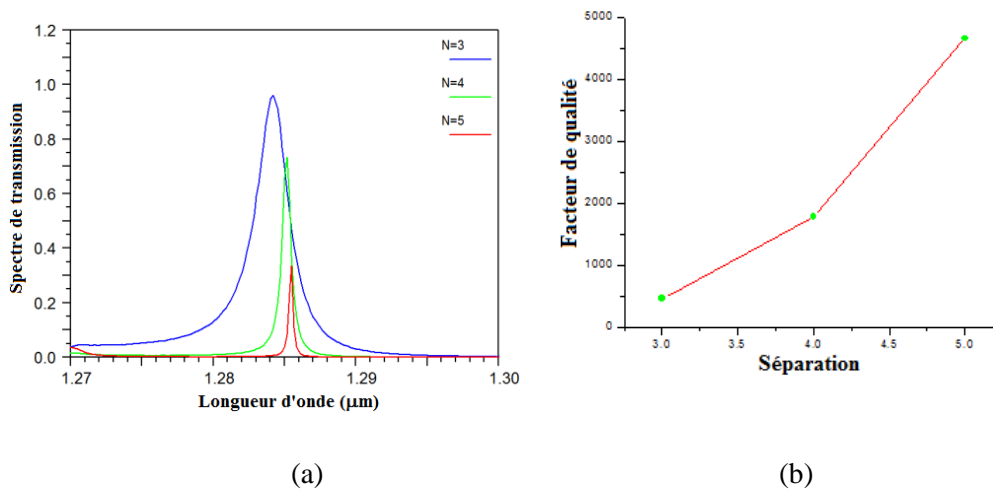 N=3
N=4
N=5
1.2
1.0
0.8
0.6
0.4
0.2
0.0
1.27
1.28
1.29
1.30
Spectre de transmission
Longueur d'onde (µm)
(a)
5000
4000
3000
2000
1000
0
3.0
3.5
4.0
4.5
5.0
Facteur de qualité
Séparation
(b)